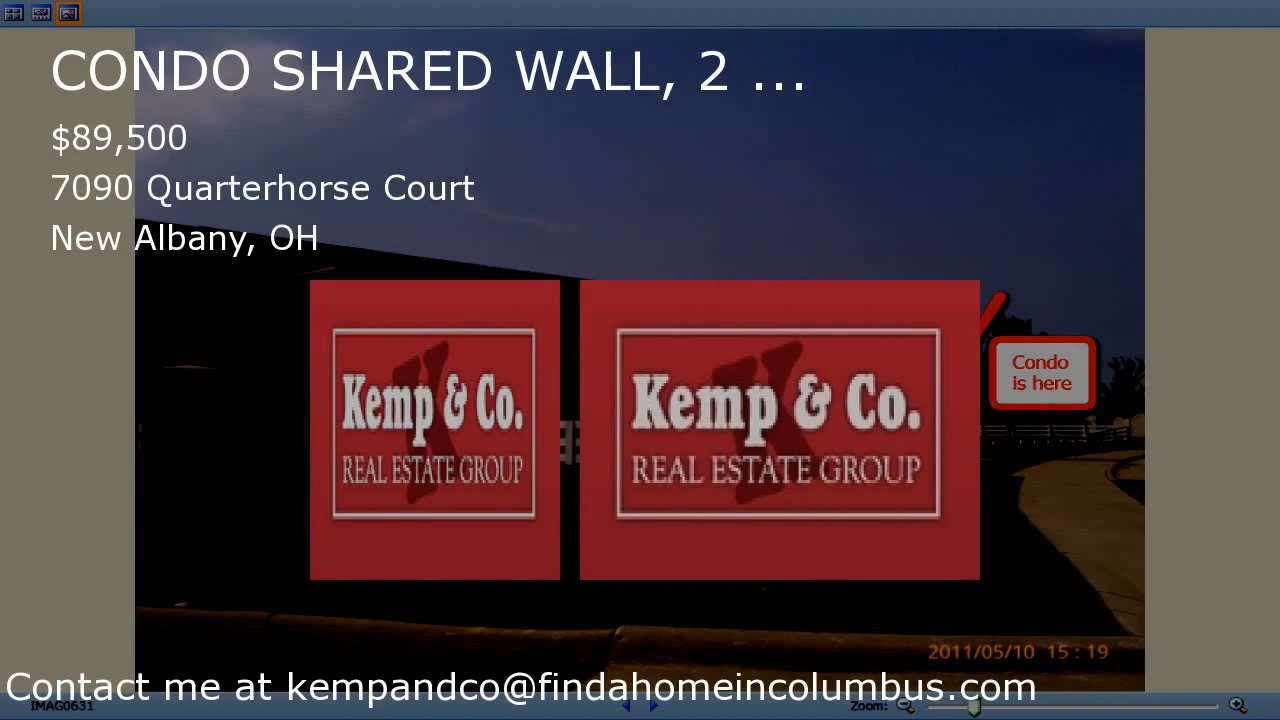 CONDO SHARED WALL, 2 ...
$89,500
7090 Quarterhorse Court
New Albany, OH
Kemp & Co.
REAL ESTATE GROUP
Kemp & Co.
REAL ESTATE GROUP
Condo
is here
2011/05/10 15:19
Contact me at kempandco@findahomeincolumbus.com
IMAG0631
Zoom: